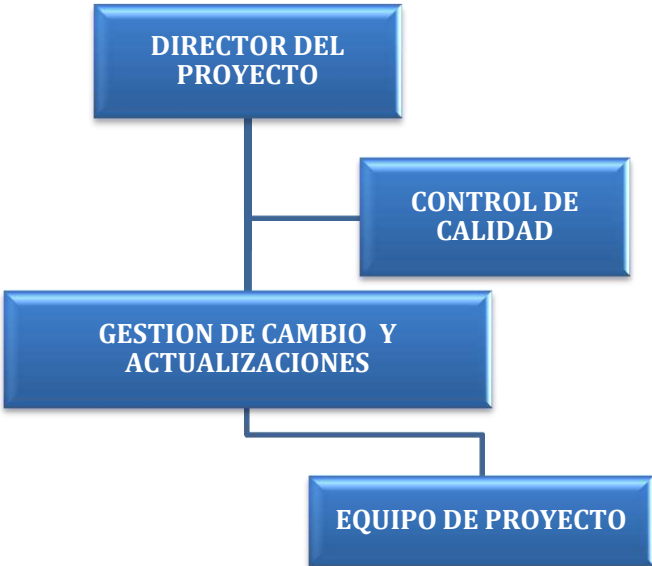 DIRECTOR DEL
PROYECTO
CONTROL DE
CALIDAD
GESTION DE CAMBIO Y
ACTUALIZACIONES
EQUIPO DE PROYECTO